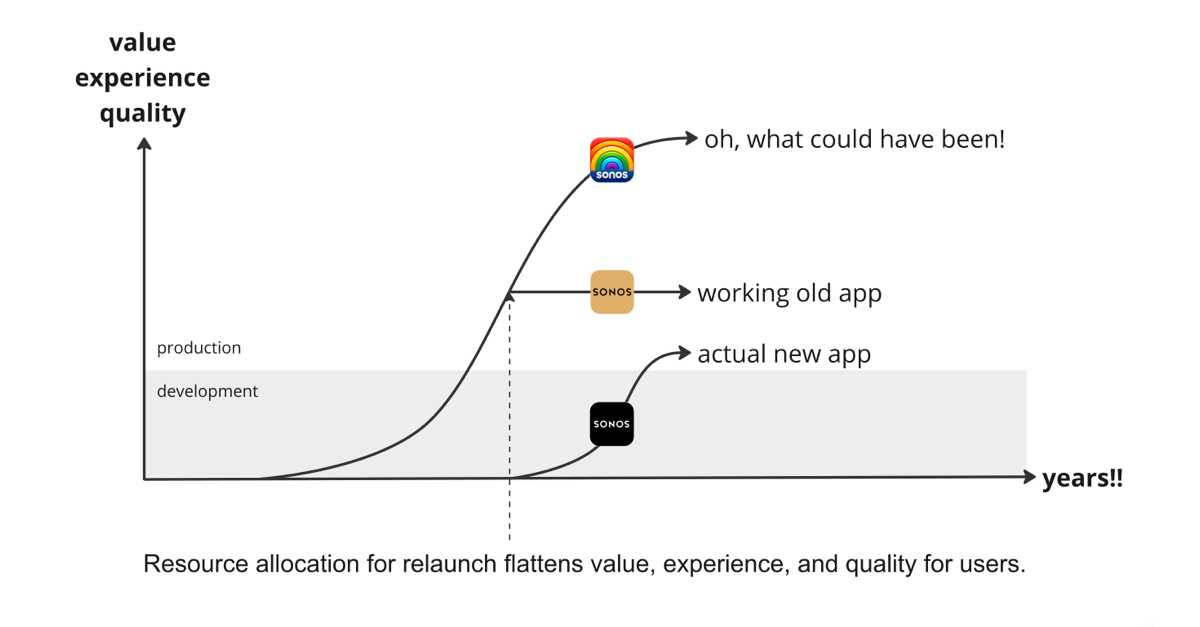 value
experience
quality
sonos
oh, what could have been!
SONOS
working old app
production
actual new app
development
SONOS
years!!
Resource allocation for relaunch flattens value, experience, and quality for users.